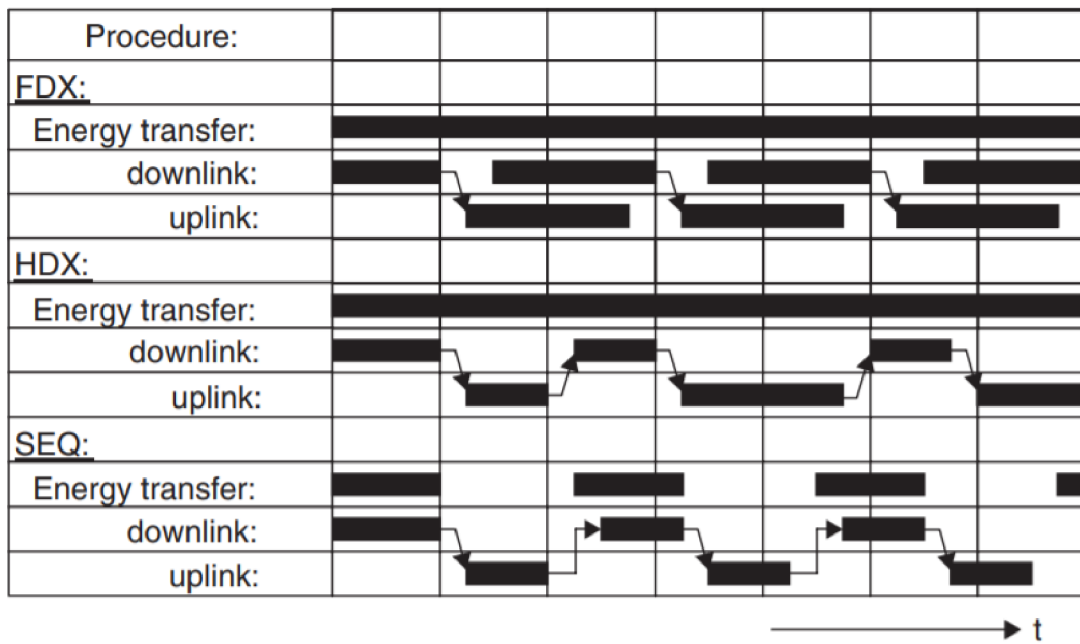 Procedure:
FDX:
Energy transfer:
downlink:
uplink:
HDX:
Energy transfer:
downlink:
uplink:
SEQ:
Energy transfer:
downlink:
uplink:
t